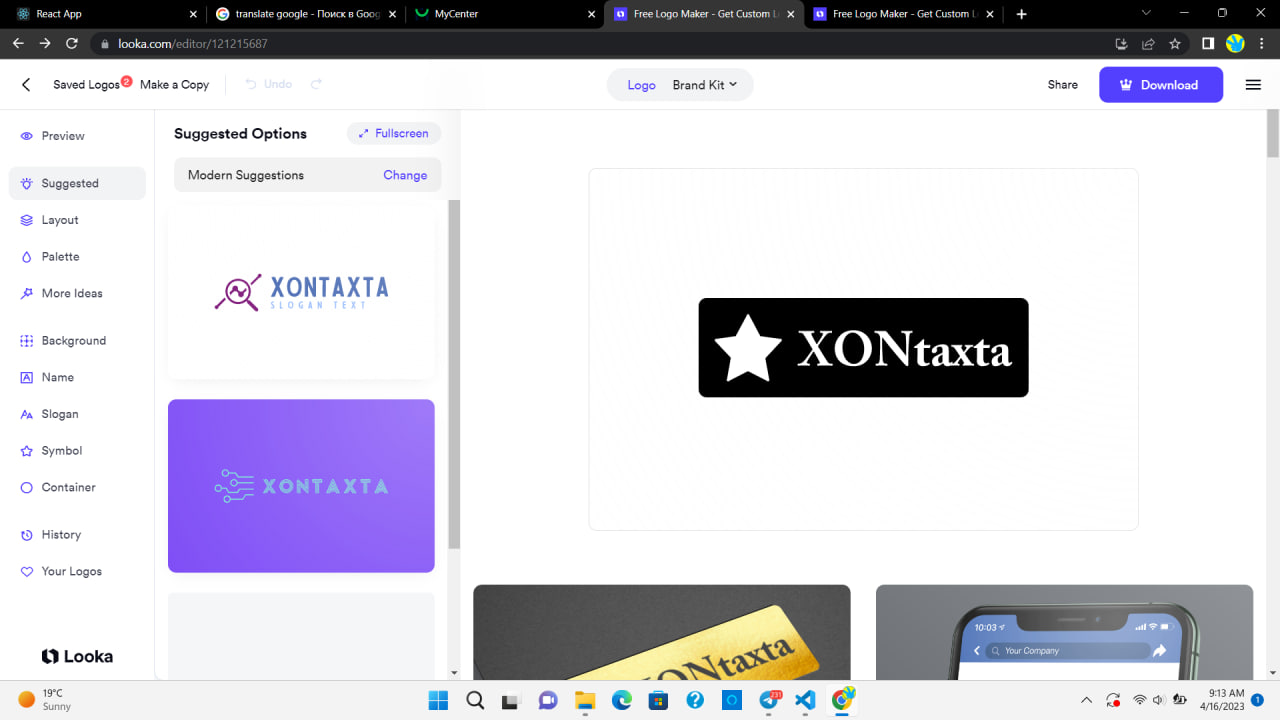 React App
translate google - Поиск в Goog
MyCenter
Free Logo Maker - Get Custom L
Free Logo Maker - Get Custom L
looka.com/editor/121215687
Saved Logos 2
Make a Copy
Undo
Logo
Brand Kit
Share
Download
Preview
Suggested
Layout
Palette
More Ideas
Background
Name
Slogan
Symbol
Container
History
Your Logos
Looka
Suggested Options
Fullscreen
Modern Suggestions
Change
XONTAXTA
SLOGAN TEXT
XONTAXTA
XONtaxta
XONtaxta
10:03
Your Company
19°C
Sunny
231
9:13 AM
4/16/2023
1